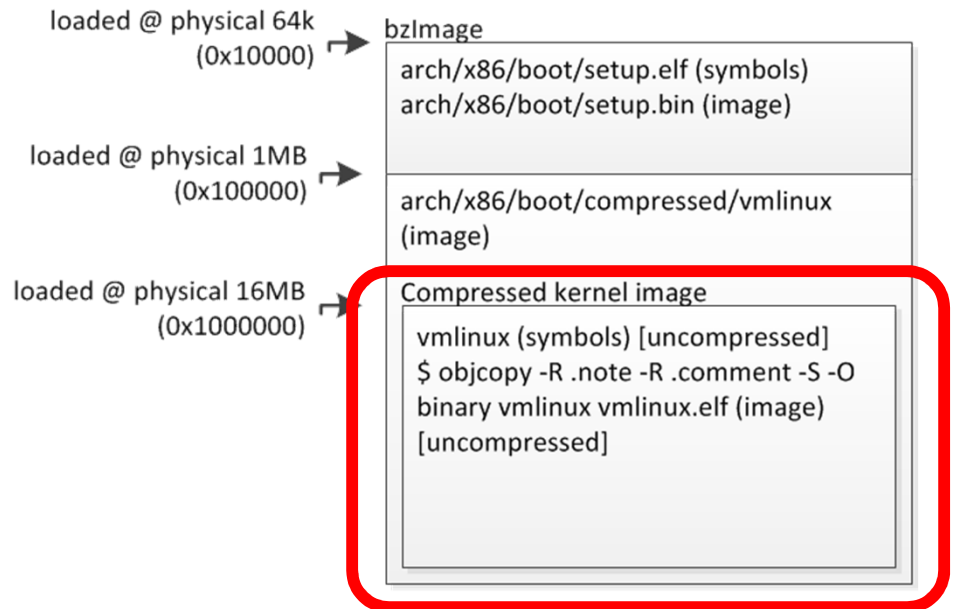 loaded @ physical 64k
(0x10000)
bzImage
arch/x86/boot/setup.elf (symbols)
arch/x86/boot/setup.bin (image)
loaded @ physical 1MB
(0x100000)
arch/x86/boot/compressed/vmlinux
(image)
loaded @ physical 16MB
(0x1000000)
Compressed kernel image
vmlinux (symbols) [uncompressed]
$ objcopy -R .note -R .comment -S -O
binary vmlinux vmlinux.elf (image)
[uncompressed]